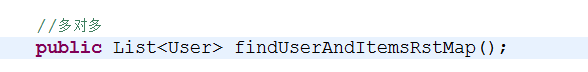 //多对多
public List<User> findUserAndItemsRstMap();